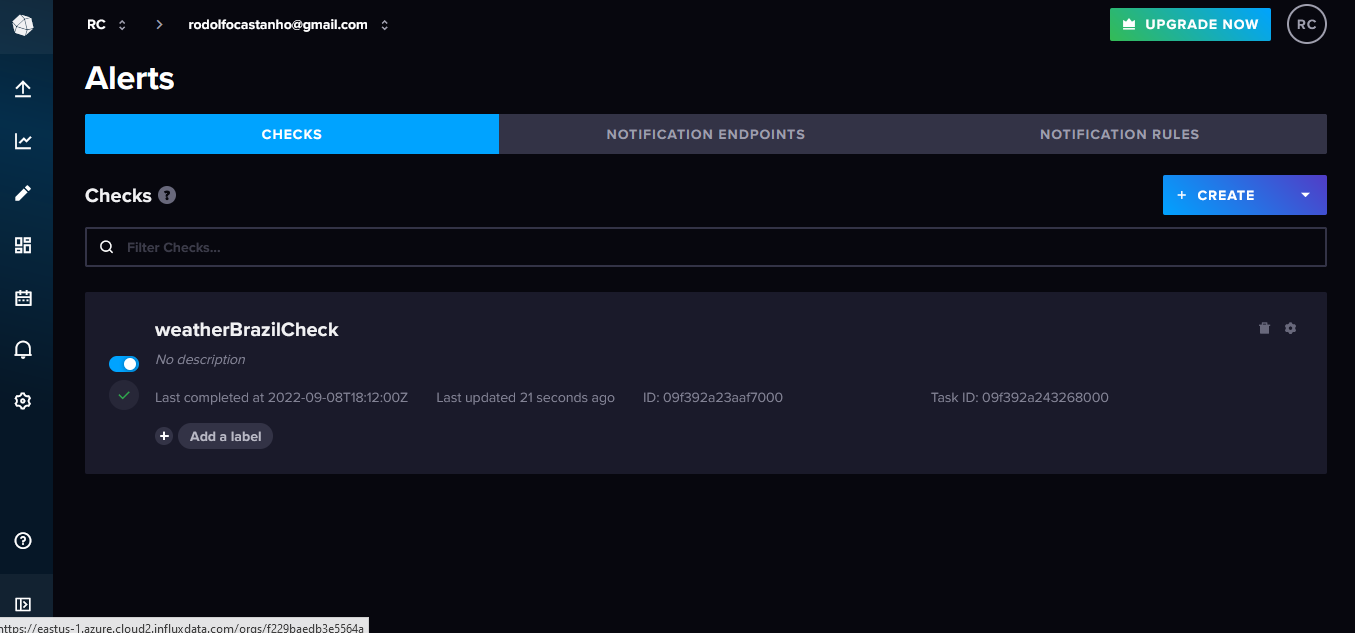 RC
rodolfocastanho@gmail.com
UPGRADE NOW
RC
Alerts
CHECKS
NOTIFICATION ENDPOINTS
NOTIFICATION RULES
Checks ?
+ CREATE
Filter Checks...
weatherBrazilCheck
No description
Last completed at 2022-09-08T18:12:00Z
Last updated 21 seconds ago
ID: 09f392a23aaf7000
Task ID: 09f392a243268000
+ Add a label
https://eastus-1.azure.cloud2.influxdata.com/orgs/f229baedb3e5564a